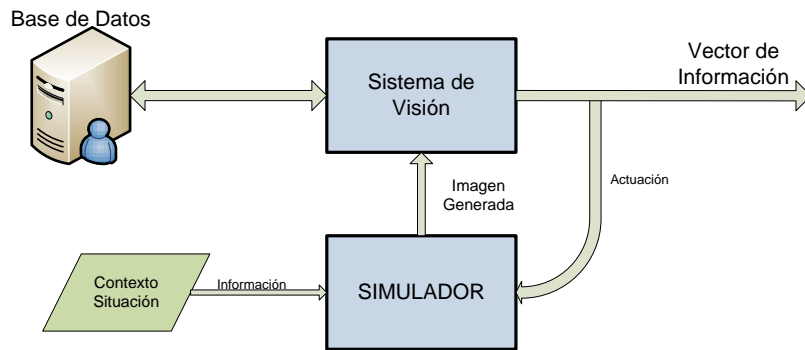 Base de Datos
Sistema de
Visión
Vector de
Información
Imagen
Generada
Actuación
Contexto
Situación
Información
SIMULADOR